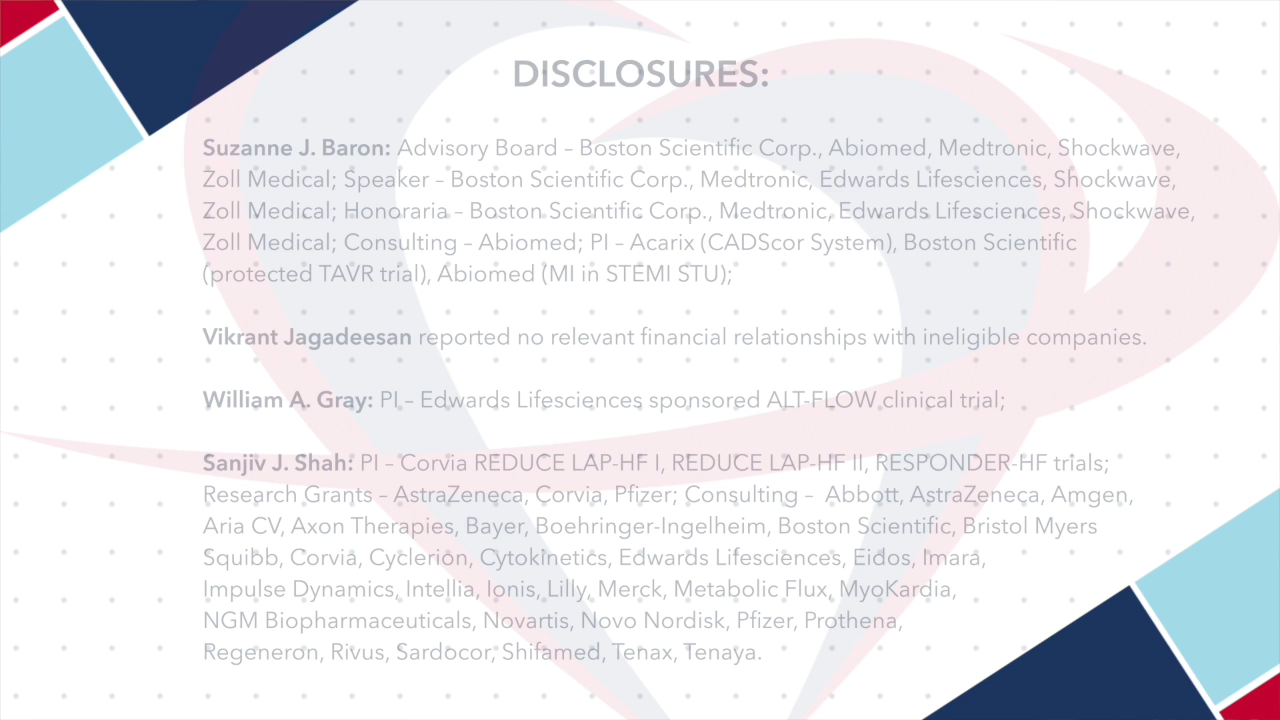 DISCLOSURES:
Suzanne J. Baron: Advisory Board – Boston Scientific Corp., Abiomed, Medtronic, Shockwave,
Zoll Medical; Speaker – Boston Scientific Corp., Medtronic, Edwards Lifesciences, Shockwave,
Zoll Medical; Honoraria – Boston Scientific Corp., Medtronic, Edwards Lifesciences, Shockwave,
Zoll Medical; Consulting – Abiomed; PI – Acarix (CADScor System), Boston Scientific
(protected TAVR trial), Abiomed (MI in STEMI STU);
Vikrant Jagadeesan reported no relevant financial relationships with ineligible companies.
William A. Gray: PI – Edwards Lifesciences sponsored ALT-FLOW clinical trial;
Sanjiv J. Shah: PI – Corvia REDUCE LAP-HF I, REDUCE LAP-HF II, RESPONDER-HF trials;
Research Grants – AstraZeneca, Corvia, Pfizer; Consulting – Abbott, AstraZeneca, Amgen,
Aria CV, Axon Therapies, Bayer, Boehringer-Ingelheim, Boston Scientific, Bristol Myers
Squibb, Corvia, Cyclerion, Cytokinetics, Edwards Lifesciences, Eidos, Imara,
Impulse Dynamics, Intellia, Ionis, Lilly, Merck, Metabolic Flux, MyoKardia,
NGM Biopharmaceuticals, Novartis, Novo Nordisk, Pfizer, Prothena,
Regeneron, Rivus, Sardocor, Shifamed, Tenax, Tenaya.